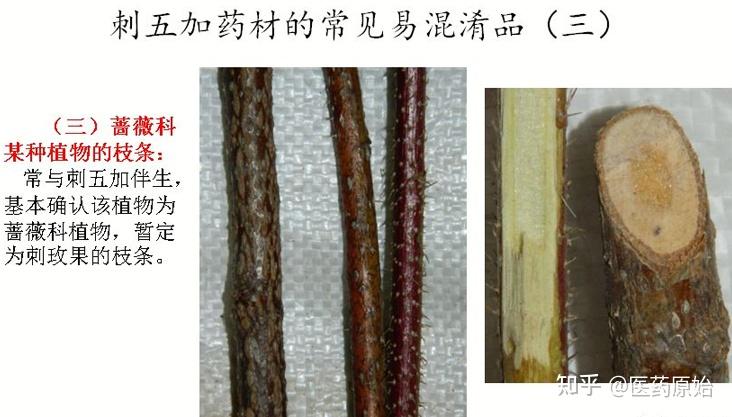 刺五加药材的常见易混淆品（三）
（三）蔷薇科
某种植物的枝条：
常与刺五加伴生，
基本确认该植物为
蔷薇科植物，暂定
为刺玫果的枝条。
知乎 @医药原始